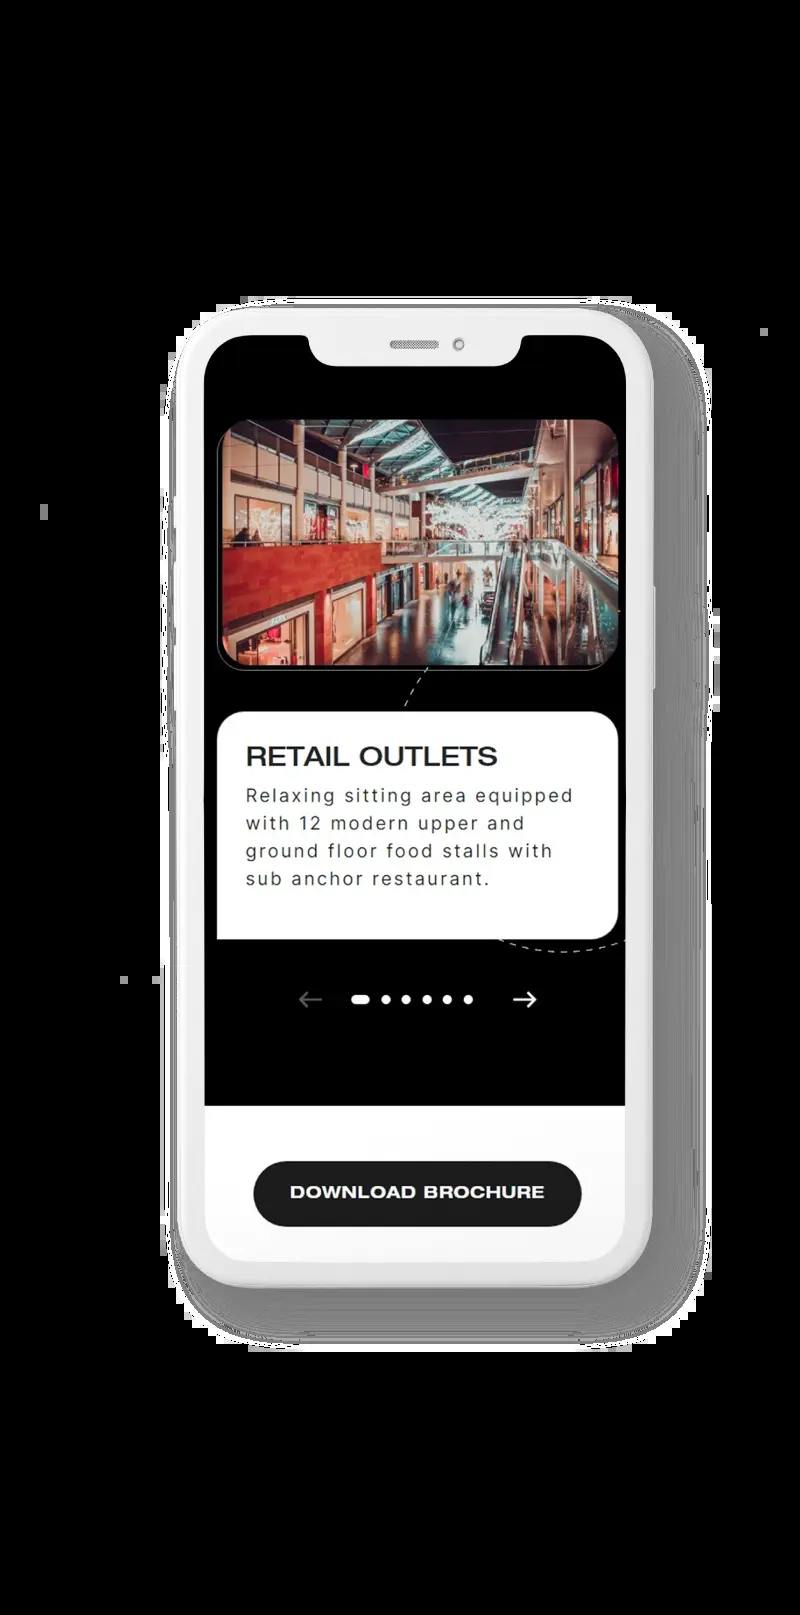 RETAIL OUTLETS
Relaxing sitting area equipped
with 12 modern upper and
ground floor food stalls with
sub anchor restaurant.
DOWNLOAD BROCHURE